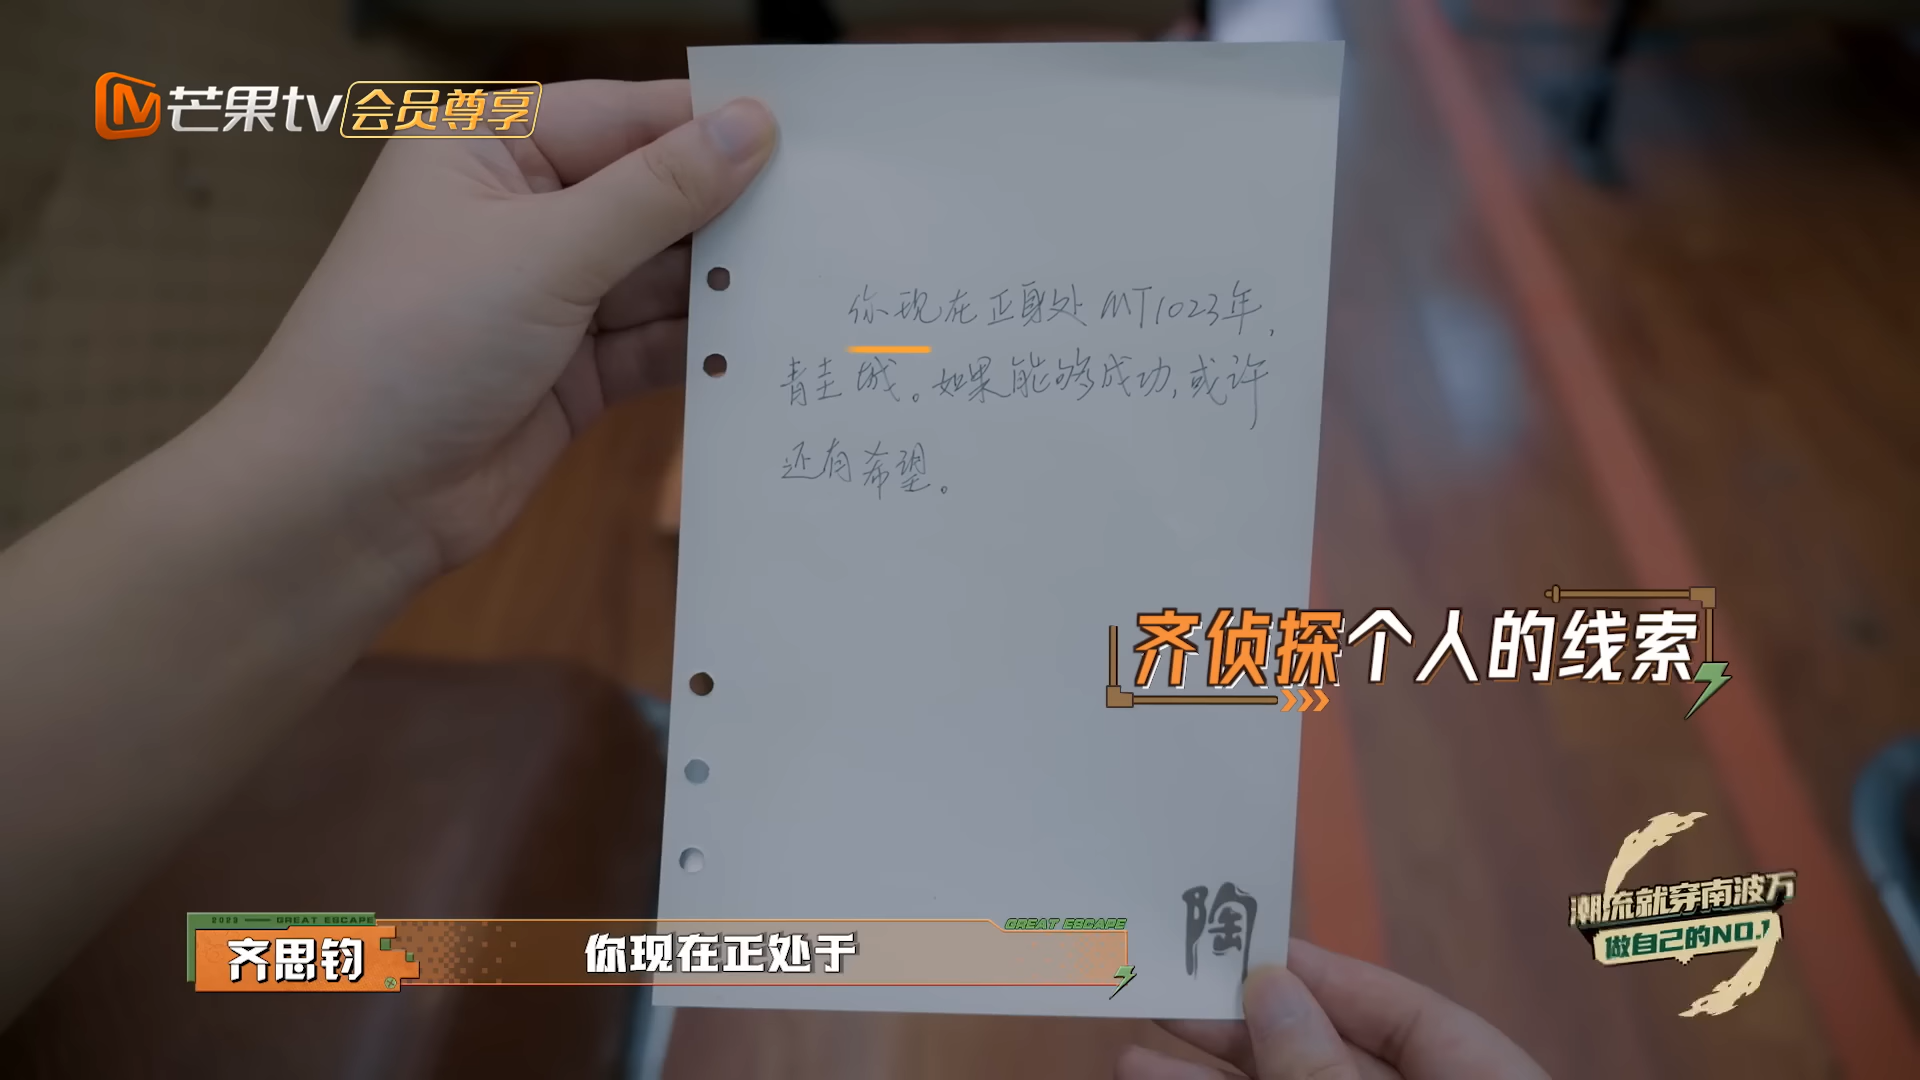 芒果tv会员尊享
你现在正身处MT1023年,
青圭城。如果能够成功,或许
还有希望。
齐侦探个人的线索
潮流就穿南波万
做自己的NO.1
陶
2023 — GREAT ESCAPE
GREAT ESCAPE
齐思钧
你现在正处于